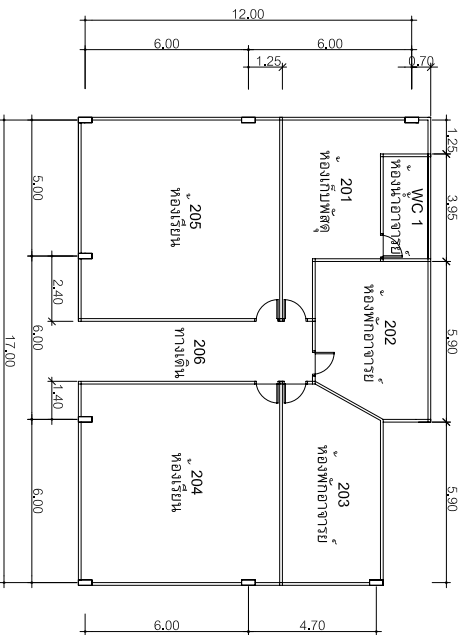 12.00
6.00
6.00
1.25
0.70
1.25
3.95
5.90
5.90
5.00
2.40
6.00
1.40
6.00
17.00
6.00
4.70
WC 1
ห้องน้ำอาจารย์
201
ห้องเก็บพัสดุ
202
ห้องพักอาจารย์
203
ห้องพักอาจารย์
204
ห้องเรียน
205
ห้องเรียน
206
ทางเดิน